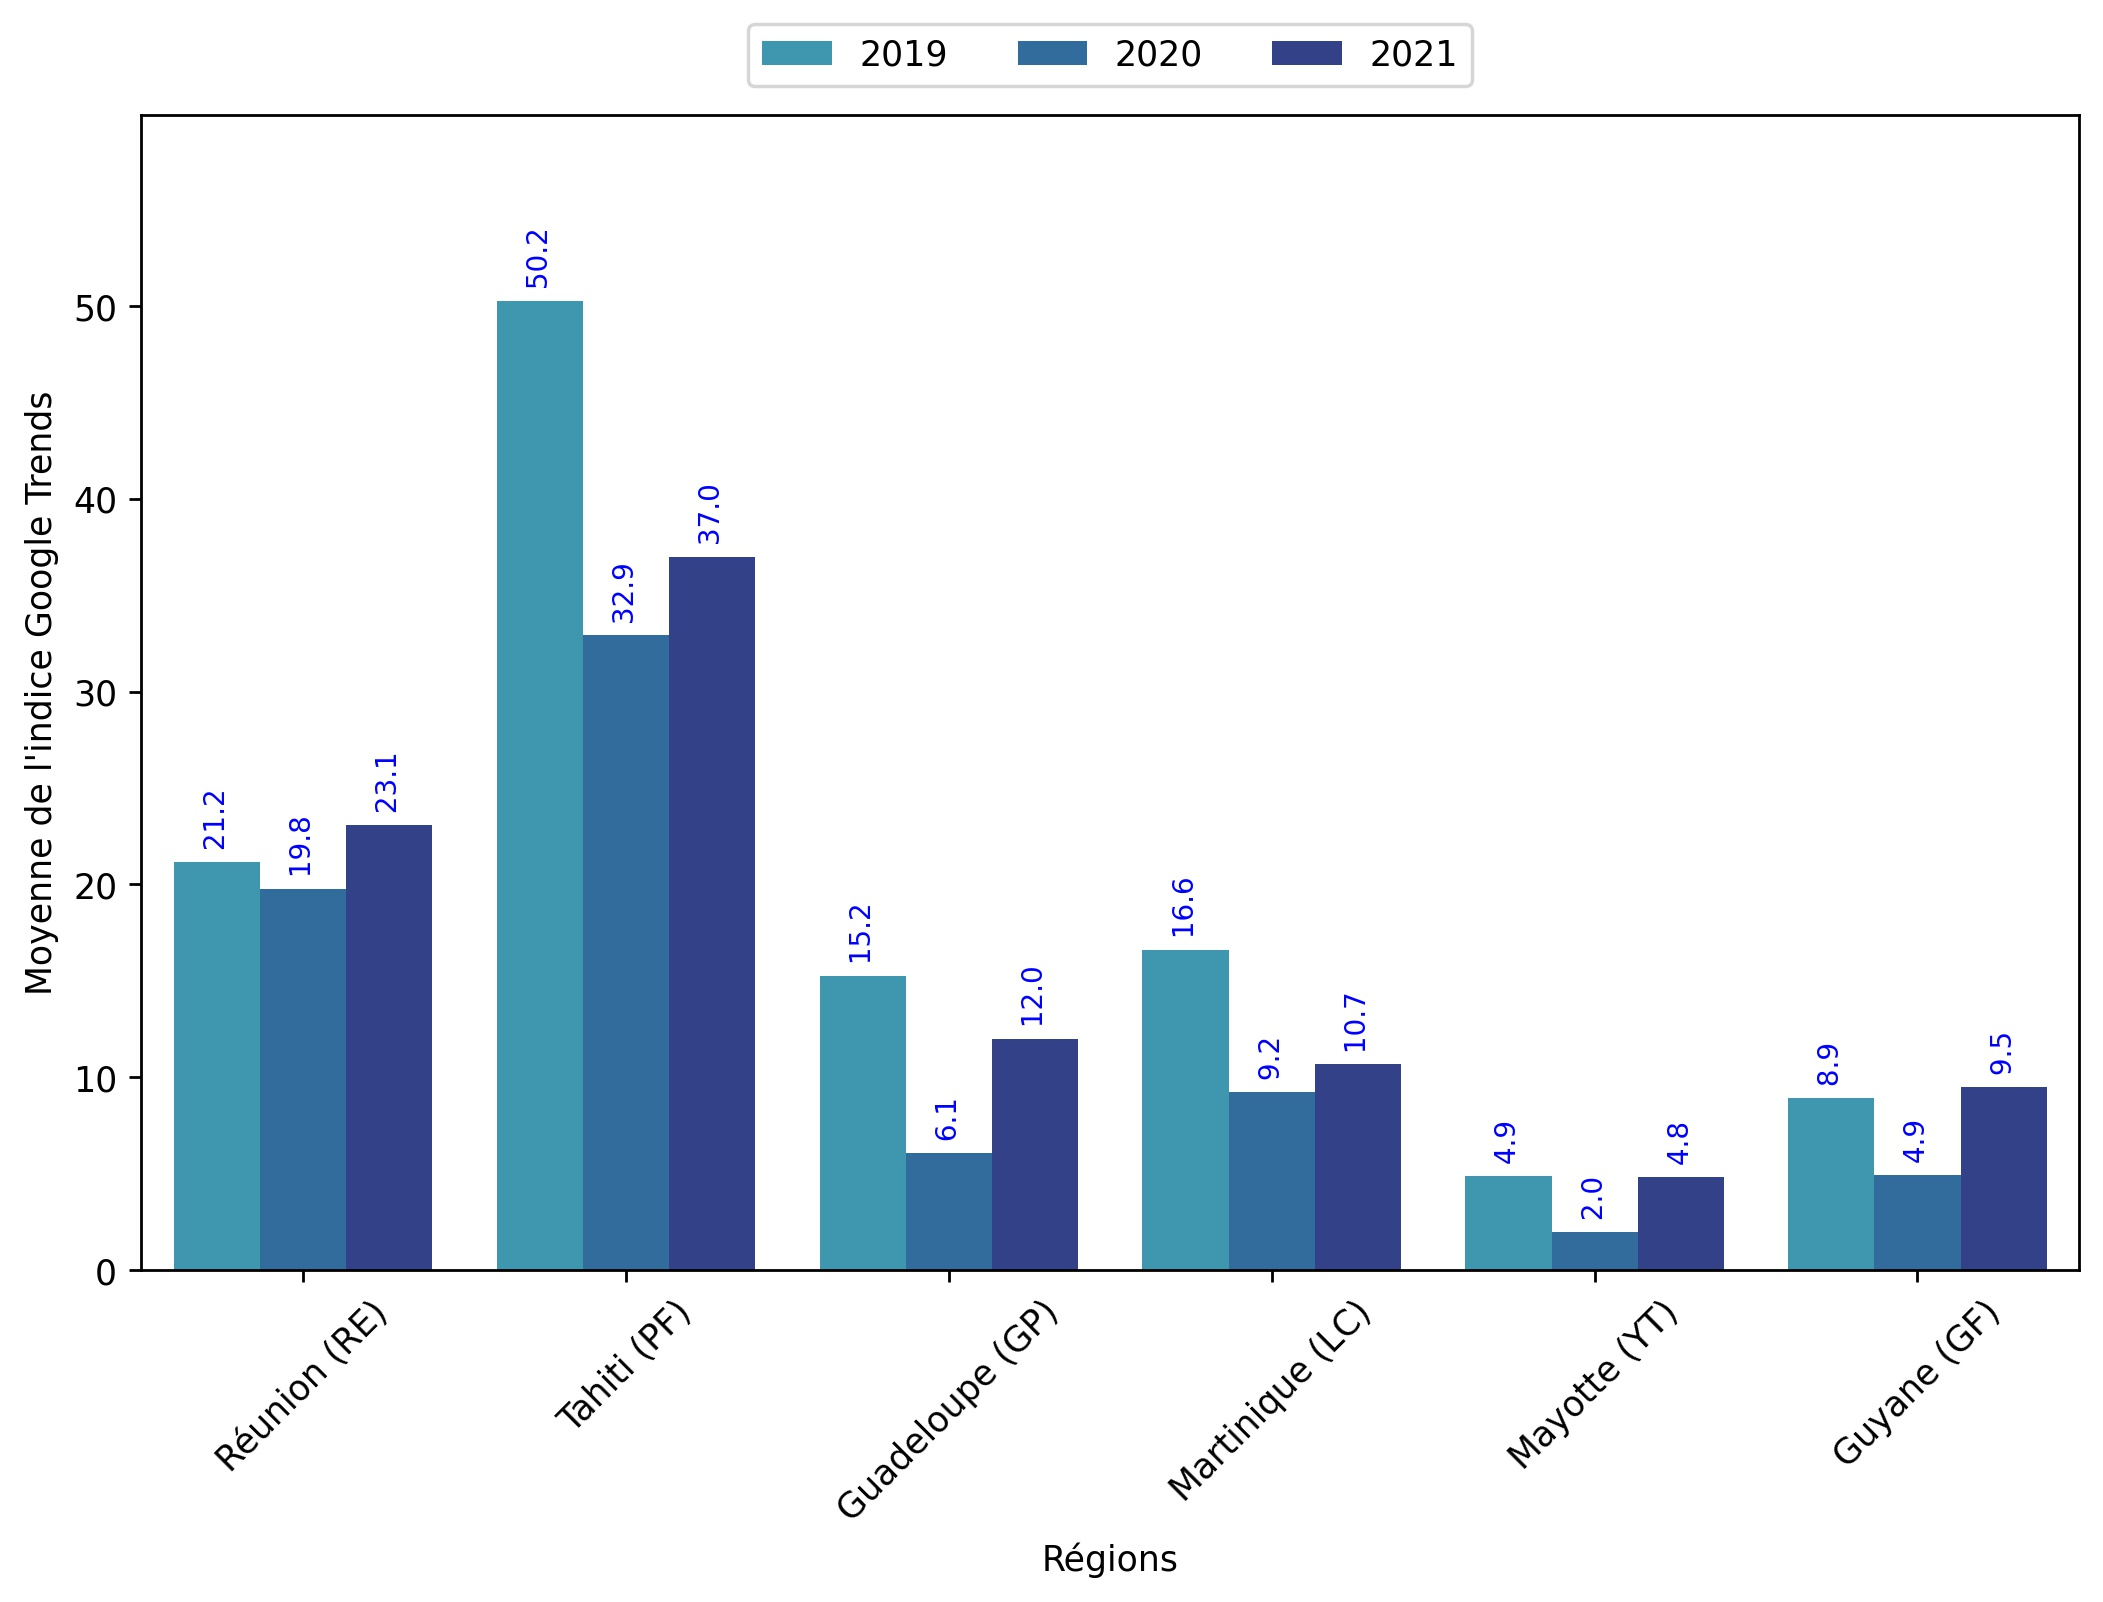 2019 2020 2021
Moyenne de l'indice Google Trends
50
40
30
20
10
0
21.2 19.8 23.1
50.2 32.9 37.0
15.2 6.1 12.0
16.6 9.2 10.7
4.9 2.0 4.8
8.9 4.9 9.5
Réunion (RE)
Tahiti (PF)
Guadeloupe (GP)
Martinique (LC)
Mayotte (YT)
Guyane (GF)
Régions